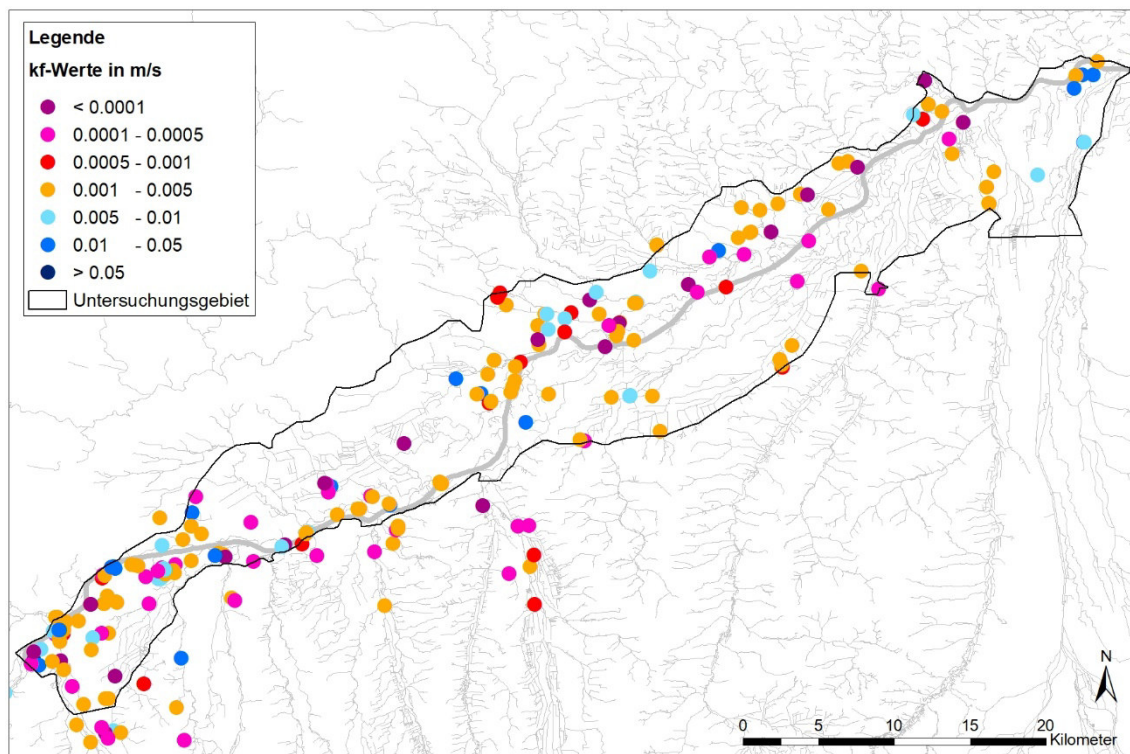 Legende
kf-Werte in m/s
< 0.0001
0.0001 - 0.0005
0.0005 - 0.001
0.001 - 0.005
0.005 - 0.01
0.01 - 0.05
> 0.05
Untersuchungsgebiet
N
0 5 10 15 20
Kilometer